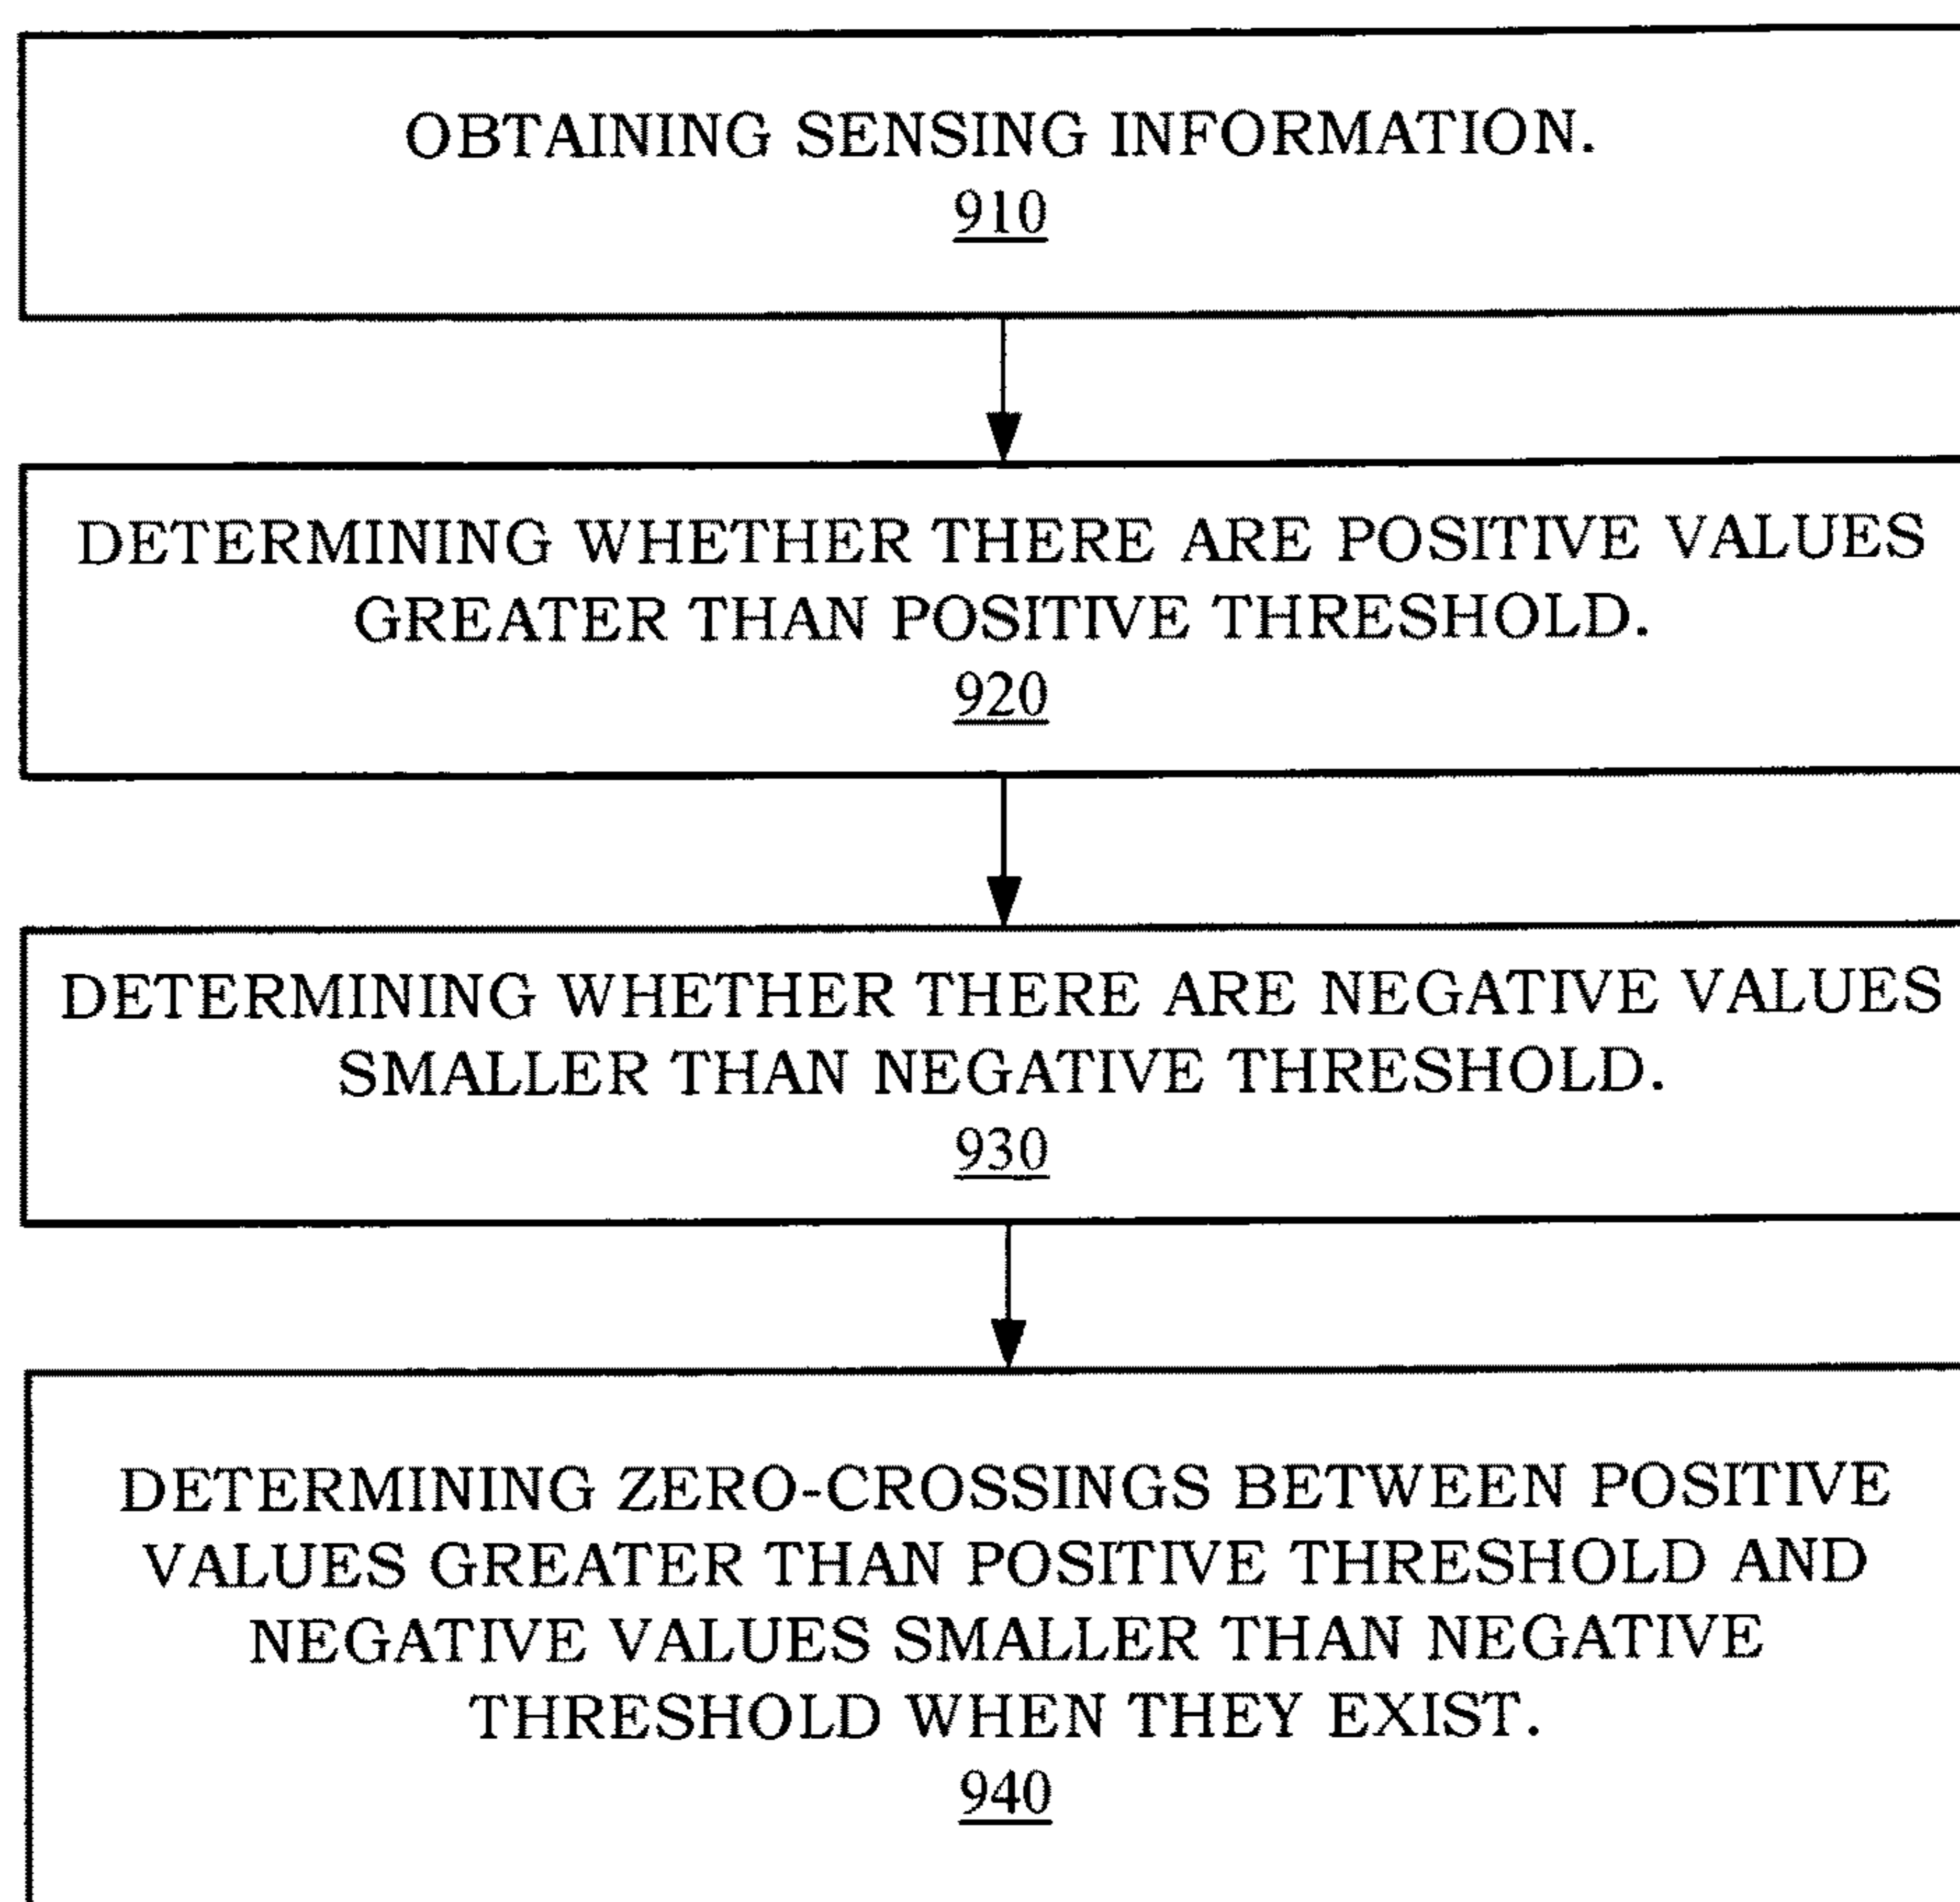 OBTAINING SENSING INFORMATION.
910
DETERMINING WHETHER THERE ARE POSITIVE VALUES
GREATER THAN POSITIVE THRESHOLD.
920
DETERMINING WHETHER THERE ARE NEGATIVE VALUES
SMALLER THAN NEGATIVE THRESHOLD.
930
DETERMINING ZERO-CROSSINGS BETWEEN POSITIVE
VALUES GREATER THAN POSITIVE THRESHOLD AND
NEGATIVE VALUES SMALLER THAN NEGATIVE
THRESHOLD WHEN THEY EXIST.
940